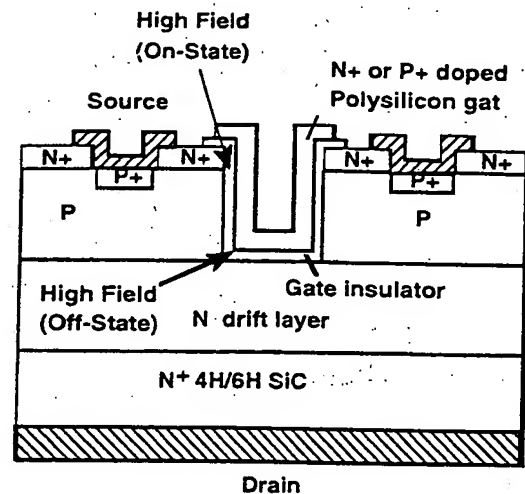 High Field
(On-State)
N+ or P+ doped
Polysilicon gat
Source
N+
N+
N+
N+
P+
P+
P
P
High Field
(Off-State)
Gate insulator
N drift layer
N+ 4H/6H SiC
Drain